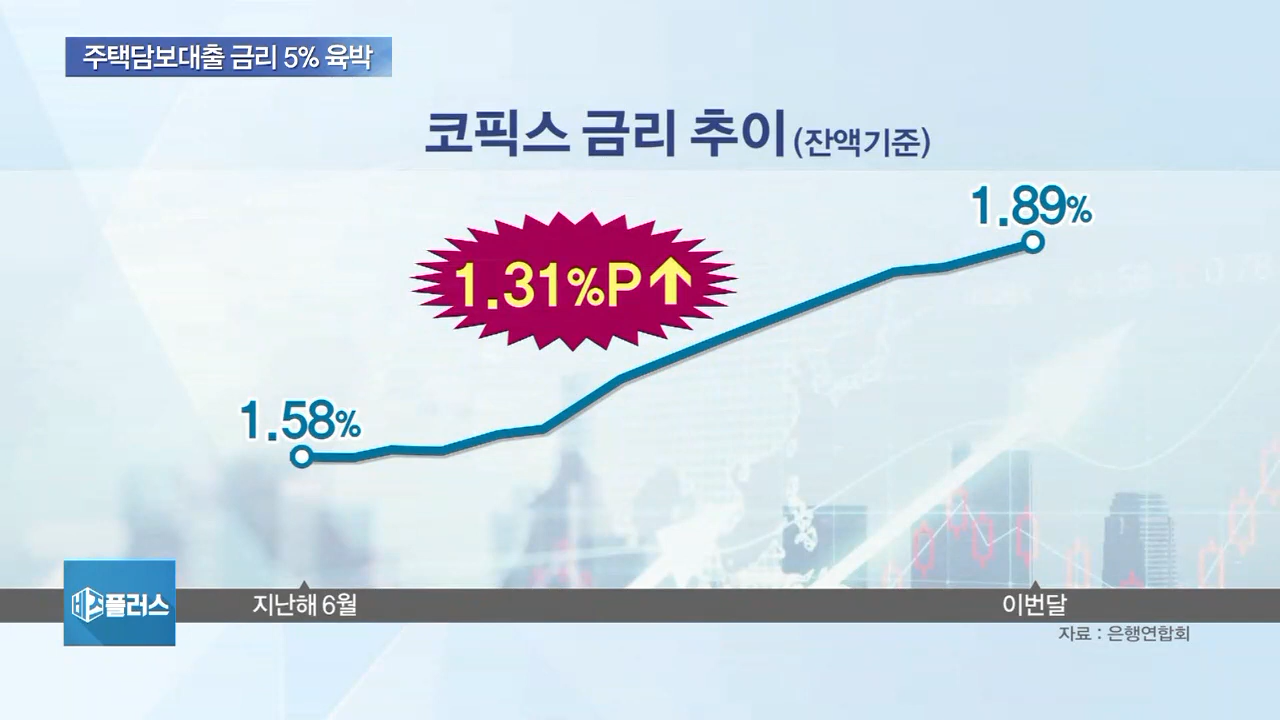 주택담보대출 금리 5% 육박
코픽스 금리 추이(잔액기준)
1.89%
1.31%P↑
1.58%
비즈플러스
지난해 6월
이번달
자료 : 은행연합회